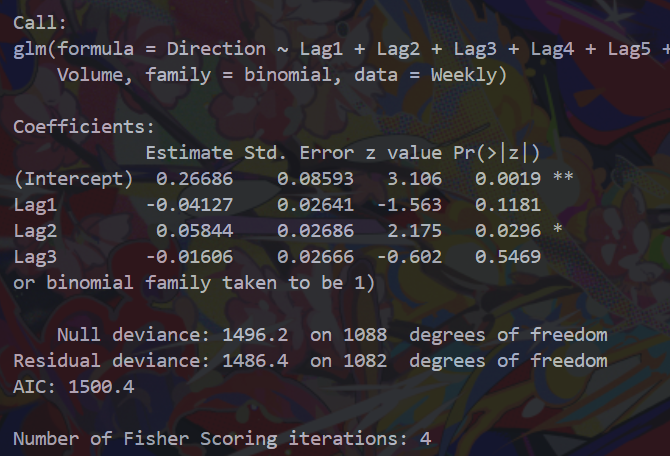 Call:
glm(formula = Direction ~ Lag1 + Lag2 + Lag3 + Lag4 + Lag5 +
    Volume, family = binomial, data = Weekly)

Coefficients:
            Estimate Std. Error z value Pr(>|z|)
(Intercept)  0.26686    0.08593   3.106   0.0019 **
Lag1        -0.04127    0.02641  -1.563   0.1181
Lag2         0.05844    0.02686   2.175   0.0296 *
Lag3        -0.01606    0.02666  -0.602   0.5469
or binomial family taken to be 1)

    Null deviance: 1496.2  on 1088  degrees of freedom
Residual deviance: 1486.4  on 1082  degrees of freedom
AIC: 1500.4

Number of Fisher Scoring iterations: 4